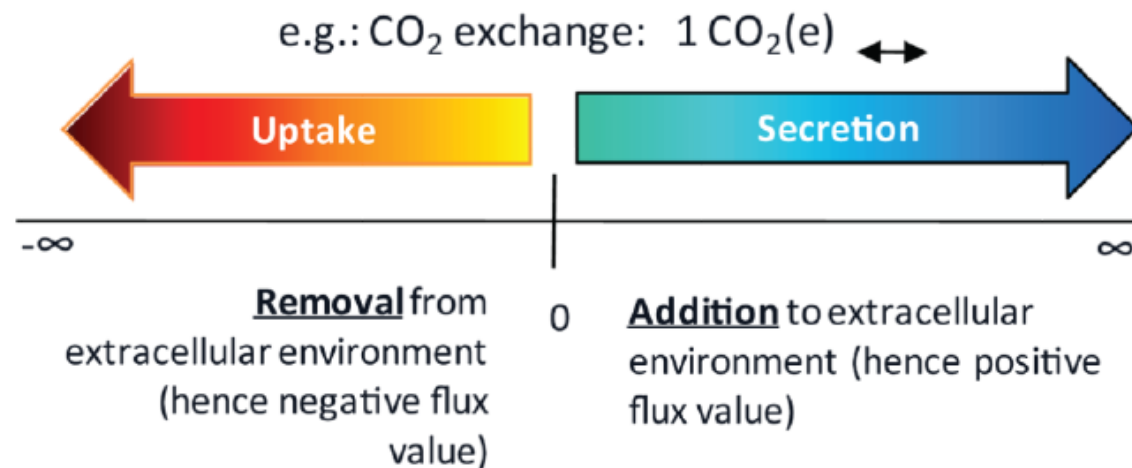 e.g.: CO₂ exchange: 1 CO₂(e)
Uptake
Secretion
-∞
∞
0
Removal from
extracellular environment
(hence negative flux
value)
Addition to extracellular
environment (hence positive
flux value)